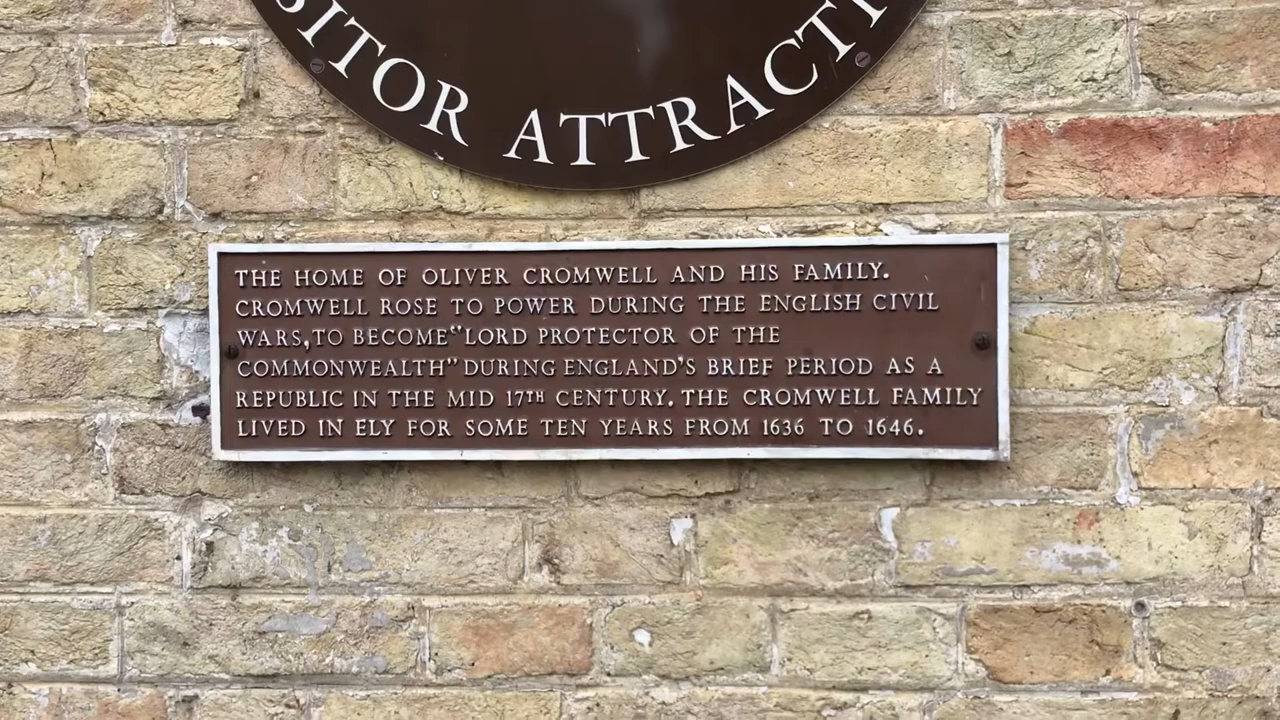 ATTRACTI
THE HOME OF OLIVER CROMWELL AND HIS FAMILY.
CROMWELL ROSE TO POWER DURING THE ENGLISH CIVIL
WARS, TO BECOME "LORD PROTECTOR OF THE
COMMONWEALTH" DURING ENGLAND'S BRIEF PERIOD AS A
REPUBLIC IN THE MID 17TH CENTURY. THE CROMWELL FAMILY
LIVED IN ELY FOR SOME TEN YEARS FROM 1636 TO 1646.